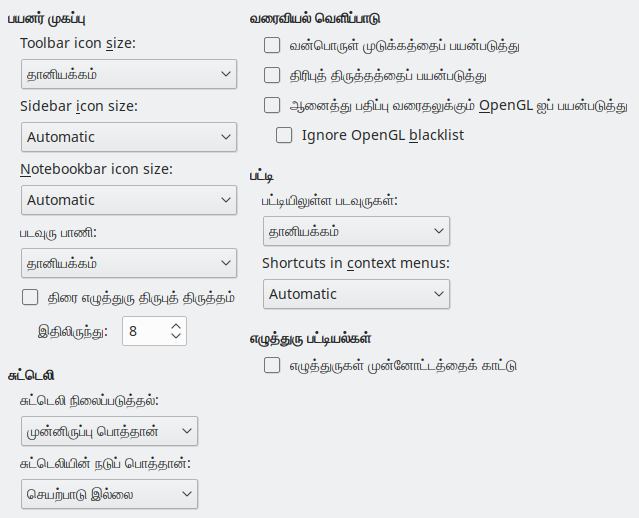 பயனர் முகப்பு
Toolbar icon size:
தானியக்கம்
Sidebar icon size:
Automatic
Notebookbar icon size:
Automatic
படவுரு பாணி:
தானியக்கம்
திரை எழுத்துரு திருபுத் திருத்தம்
இதிலிருந்து:
8
சுட்டெலி
சுட்டெலி நிலைப்படுத்தல்:
முன்னிருப்பு பொத்தான்
சுட்டெலியின் நடுப் பொத்தான்:
செயற்பாடு இல்லை
வரைவியல் வெளிப்பாடு
வன்பொருள் முடுக்கத்தைப் பயன்படுத்து
திரிபுத் திருத்தத்தைப் பயன்படுத்து
ஆனைத்து பதிப்பு வரைதலுக்கும் OpenGL ஐப் பயன்படுத்து
Ignore OpenGL blacklist
பட்டி
பட்டியிலுள்ள படவுருகள்:
தானியக்கம்
Shortcuts in context menus:
Automatic
எழுத்துரு பட்டியல்கள்
எழுத்துருகள் முன்னோட்டத்தைக் காட்டு